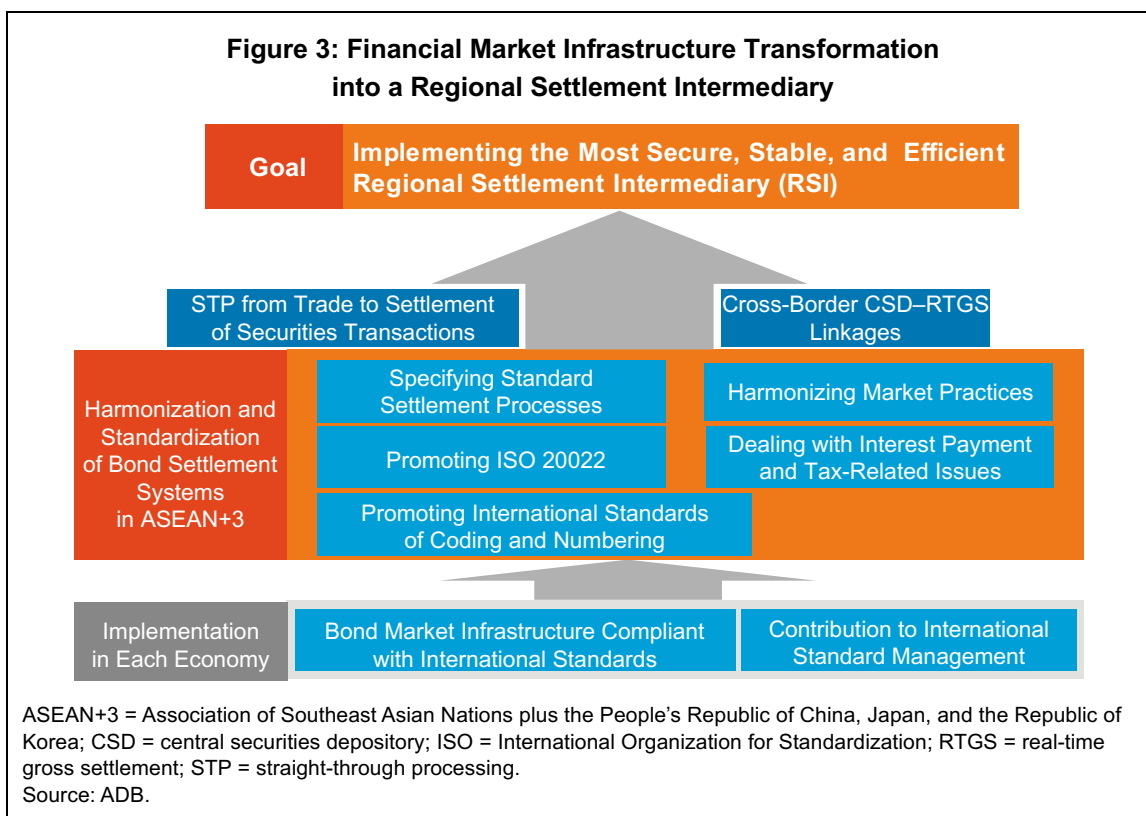 Figure 3: Financial Market Infrastructure Transformation
into a Regional Settlement Intermediary
Goal
Implementing the Most Secure, Stable, and Efficient
Regional Settlement Intermediary (RSI)
STP from Trade to Settlement
of Securities Transactions
Cross-Border CSD–RTGS
Linkages
Harmonization and
Standardization
of Bond Settlement
Systems
in ASEAN+3
Specifying Standard
Settlement Processes
Harmonizing Market Practices
Promoting ISO 20022
Dealing with Interest Payment
and Tax-Related Issues
Promoting International Standards
of Coding and Numbering
Implementation
in Each Economy
Bond Market Infrastructure Compliant
with International Standards
Contribution to International
Standard Management
ASEAN+3 = Association of Southeast Asian Nations plus the People’s Republic of China, Japan, and the Republic of
Korea; CSD = central securities depository; ISO = International Organization for Standardization; RTGS = real-time
gross settlement; STP = straight-through processing.
Source: ADB.